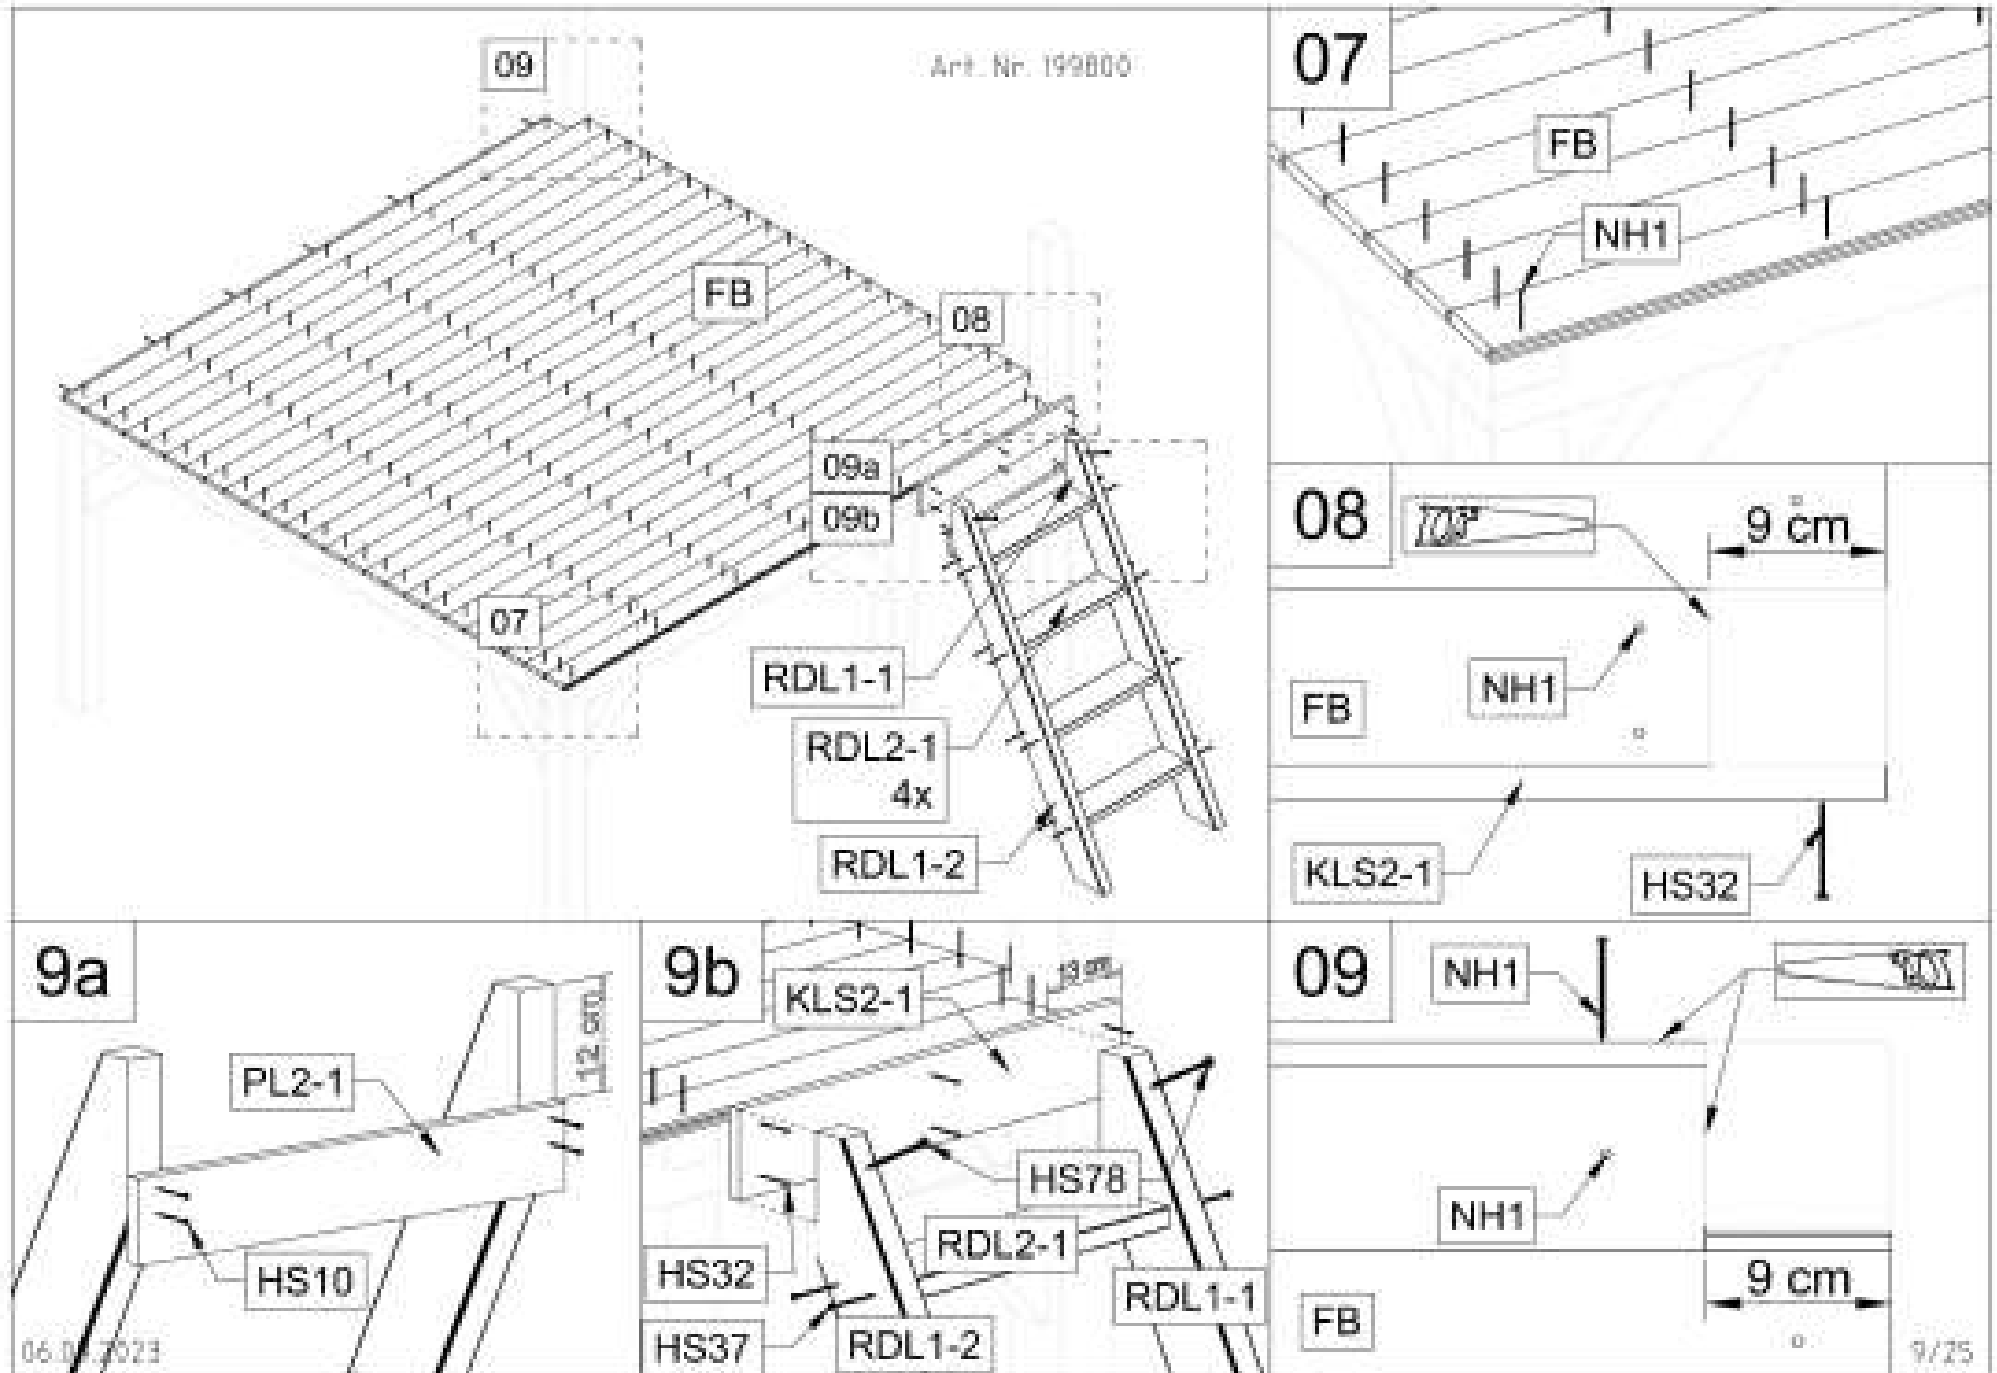 09
Art. Nr. 199800
FB
08
09a
09b
07
RDL1-1
RDL2-1
4x
RDL1-2
07
FB
NH1
08
9 cm
NH1
FB
KLS2-1
HS32
9a
12 cm
PL2-1
HS10
9b
KLS2-1
HS78
RDL2-1
HS32
RDL1-1
HS37
RDL1-2
09
NH1
NH1
9 cm
FB
9/25